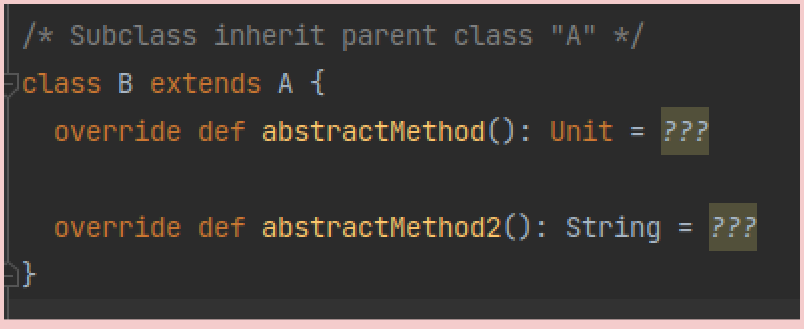 /* Subclass inherit parent class "A" */
class B extends A {
override def abstractMethod(): Unit = ???
override def abstractMethod2(): String = ???
}